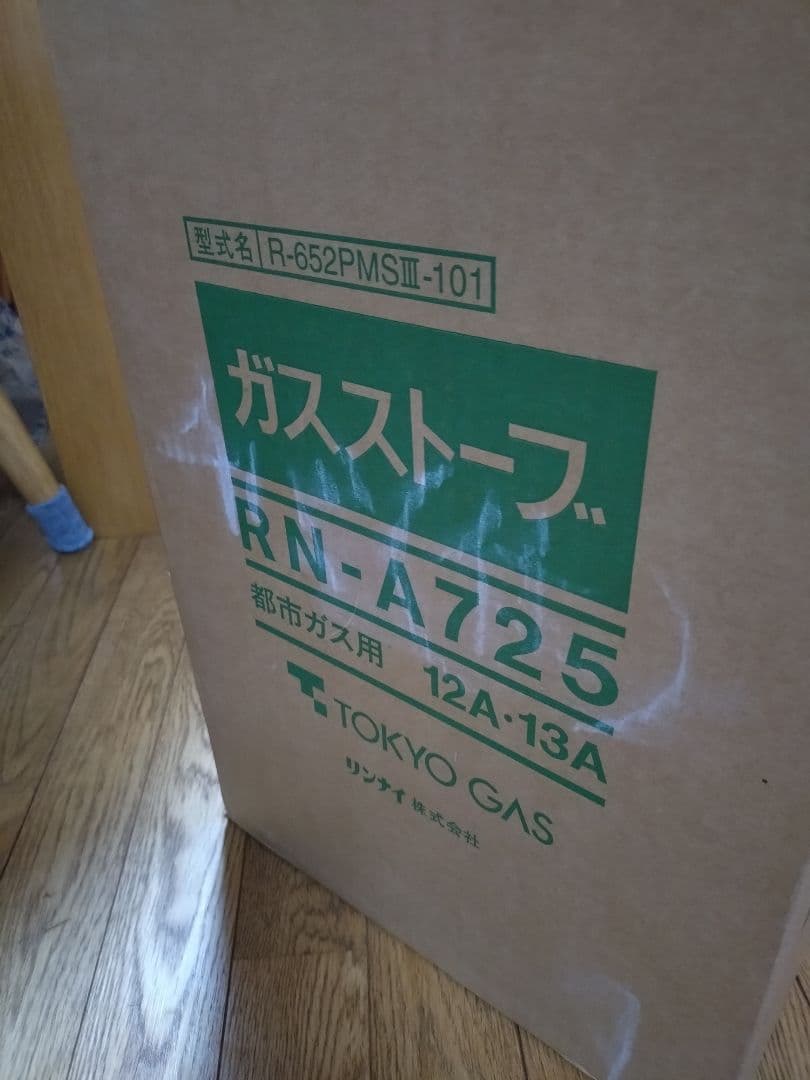 型式名 R-652PMSⅢ-101
ガスストーブ
RN-A725
都市ガス用 12A・13A
TOKYO GAS
リンナイ株式会社